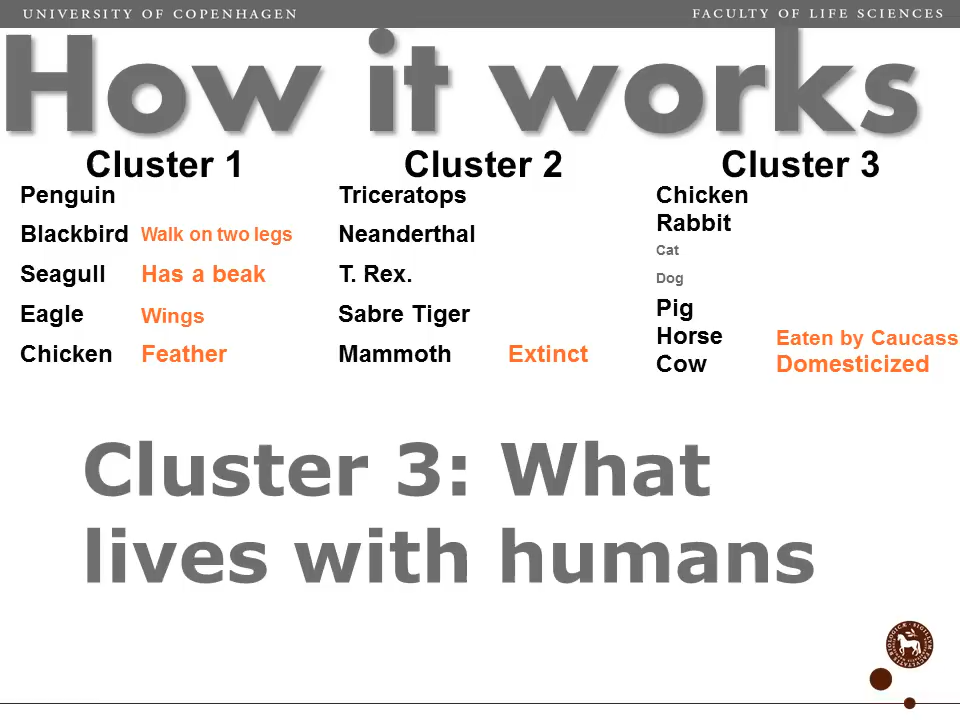 UNIVERSITY OF COPENHAGEN
FACULTY OF LIFE SCIENCES
How it works
Cluster 1
Penguin
Blackbird Walk on two legs
Seagull Has a beak
Eagle Wings
Chicken Feather
Cluster 2
Triceratops
Neanderthal
T. Rex.
Sabre Tiger
Mammoth Extinct
Cluster 3
Chicken
Rabbit
Cat
Dog
Pig
Horse Eaten by Caucass
Cow Domesticized
Cluster 3: What
lives with humans